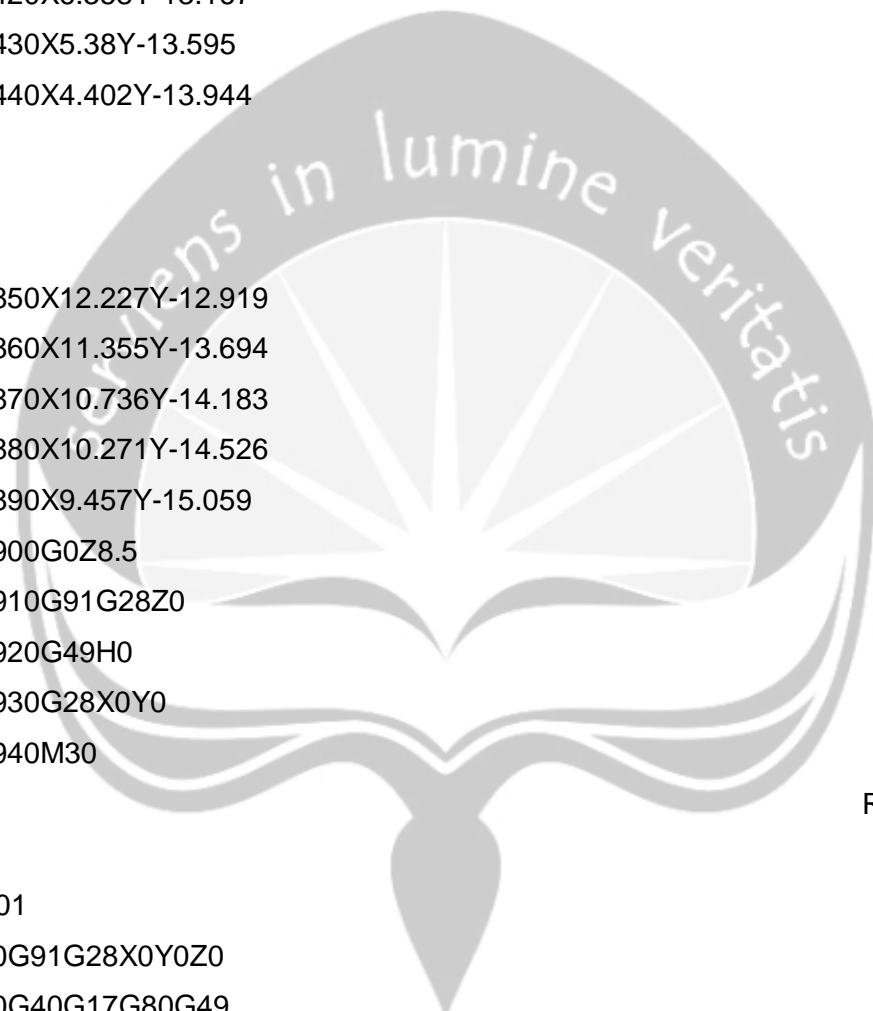 430X5.38Y-13.595
440X4.402Y-13.944
serviens in lumine veritatis
350X12.227Y-12.919
360X11.355Y-13.694
370X10.736Y-14.183
380X10.271Y-14.526
390X9.457Y-15.059
900G0Z8.5
910G91G28Z0
920G49H0
930G28X0Y0
940M30
01
0G91G28X0Y0Z0
0G40G17G80G49